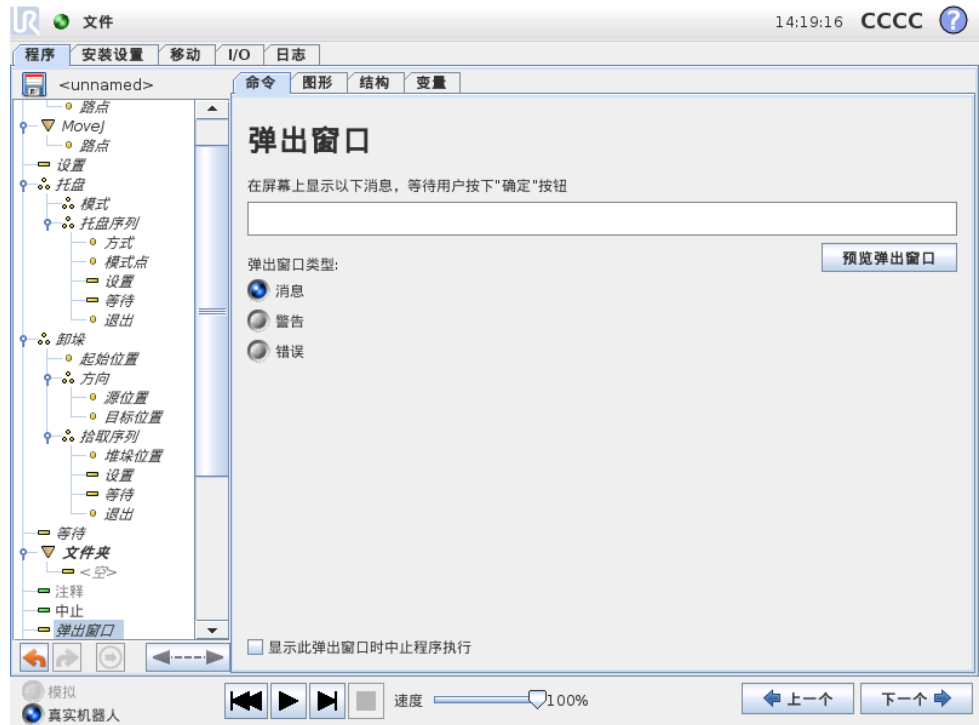 UR 文件 14:19:16 CCCC ?
程序 安装设置 移动 I/O 日志
<unnamed>
命令 图形 结构 变量
路点
MoveJ
路点
设置
托盘
模式
托盘序列
方式
模式点
设置
等待
退出
卸垛
起始位置
方向
源位置
目标位置
拾取序列
堆垛位置
设置
等待
退出
等待
文件夹
<空>
注释
中止
弹出窗口
弹出窗口
在屏幕上显示以下消息，等待用户按下"确定"按钮
预览弹出窗口
弹出窗口类型:
消息
警告
错误
显示此弹出窗口时中止程序执行
模拟
真实机器人
速度 100%
上一个 下一个